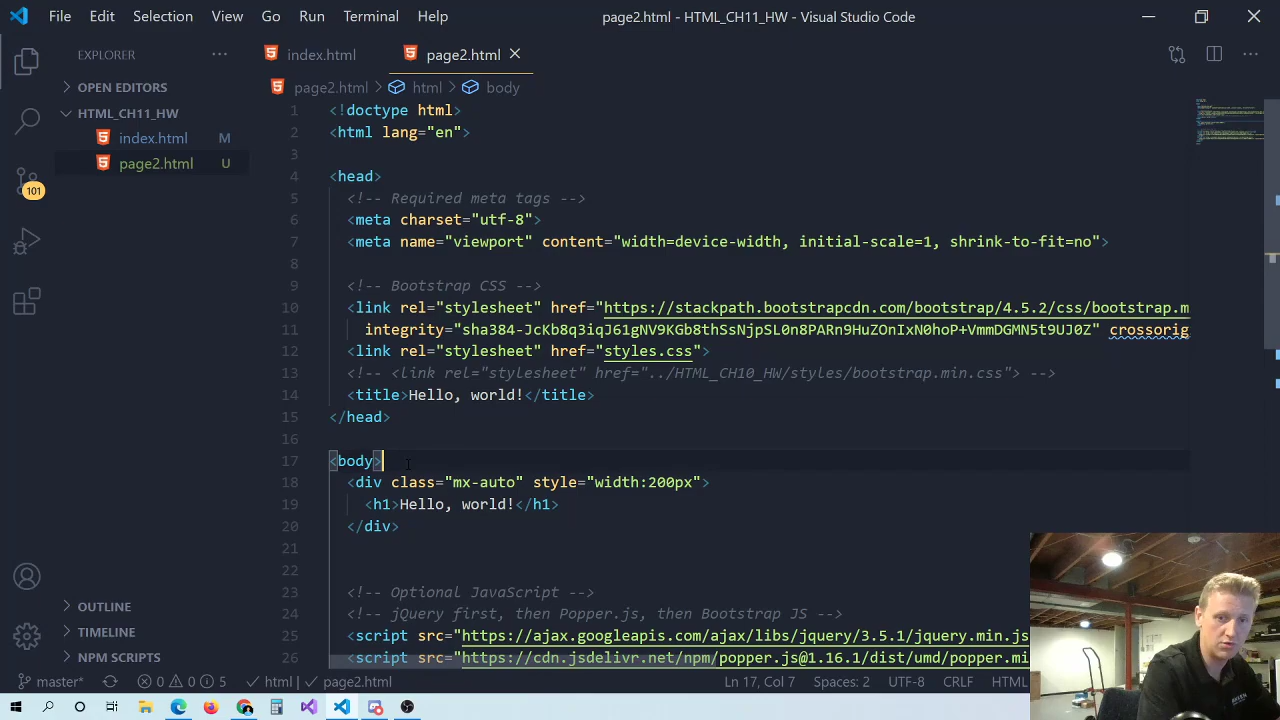 File Edit Selection View Go Run Terminal Help page2.html - HTML_CH11_HW - Visual Studio Code
EXPLORER
index.html page2.html
OPEN EDITORS
page2.html html body
HTML_CH11_HW
index.html M
page2.html U
101
1 <!doctype html>
2 <html lang="en">
3
4 <head>
5 <!-- Required meta tags -->
6 <meta charset="utf-8">
7 <meta name="viewport" content="width=device-width, initial-scale=1, shrink-to-fit=no">
8
9 <!-- Bootstrap CSS -->
10 <link rel="stylesheet" href="https://stackpath.bootstrapcdn.com/bootstrap/4.5.2/css/bootstrap.m
11 integrity="sha384-JcKb8q3iqJ61gNV9KGb8thSsNjpSL0n8PARn9HuZOnIxN0hoP+VmmDGMN5t9UJ0Z" crossorig
12 <link rel="stylesheet" href="styles.css">
13 <!-- <link rel="stylesheet" href="../HTML_CH10_HW/styles/bootstrap.min.css"> -->
14 <title>Hello, world!</title>
15 </head>
16
17 <body>
18 <div class="mx-auto" style="width:200px">
19 <h1>Hello, world!</h1>
20 </div>
21
22
23 <!-- Optional JavaScript -->
24 <!-- jQuery first, then Popper.js, then Bootstrap JS -->
25 <script src="https://ajax.googleapis.com/ajax/libs/jquery/3.5.1/jquery.min.js
26 <script src="https://cdn.jsdelivr.net/npm/popper.js@1.16.1/dist/umd/popper.mi
OUTLINE
TIMELINE
NPM SCRIPTS
master* 0 0 5 html page2.html Ln 17, Col 7 Spaces: 2 UTF-8 CRLF HTML